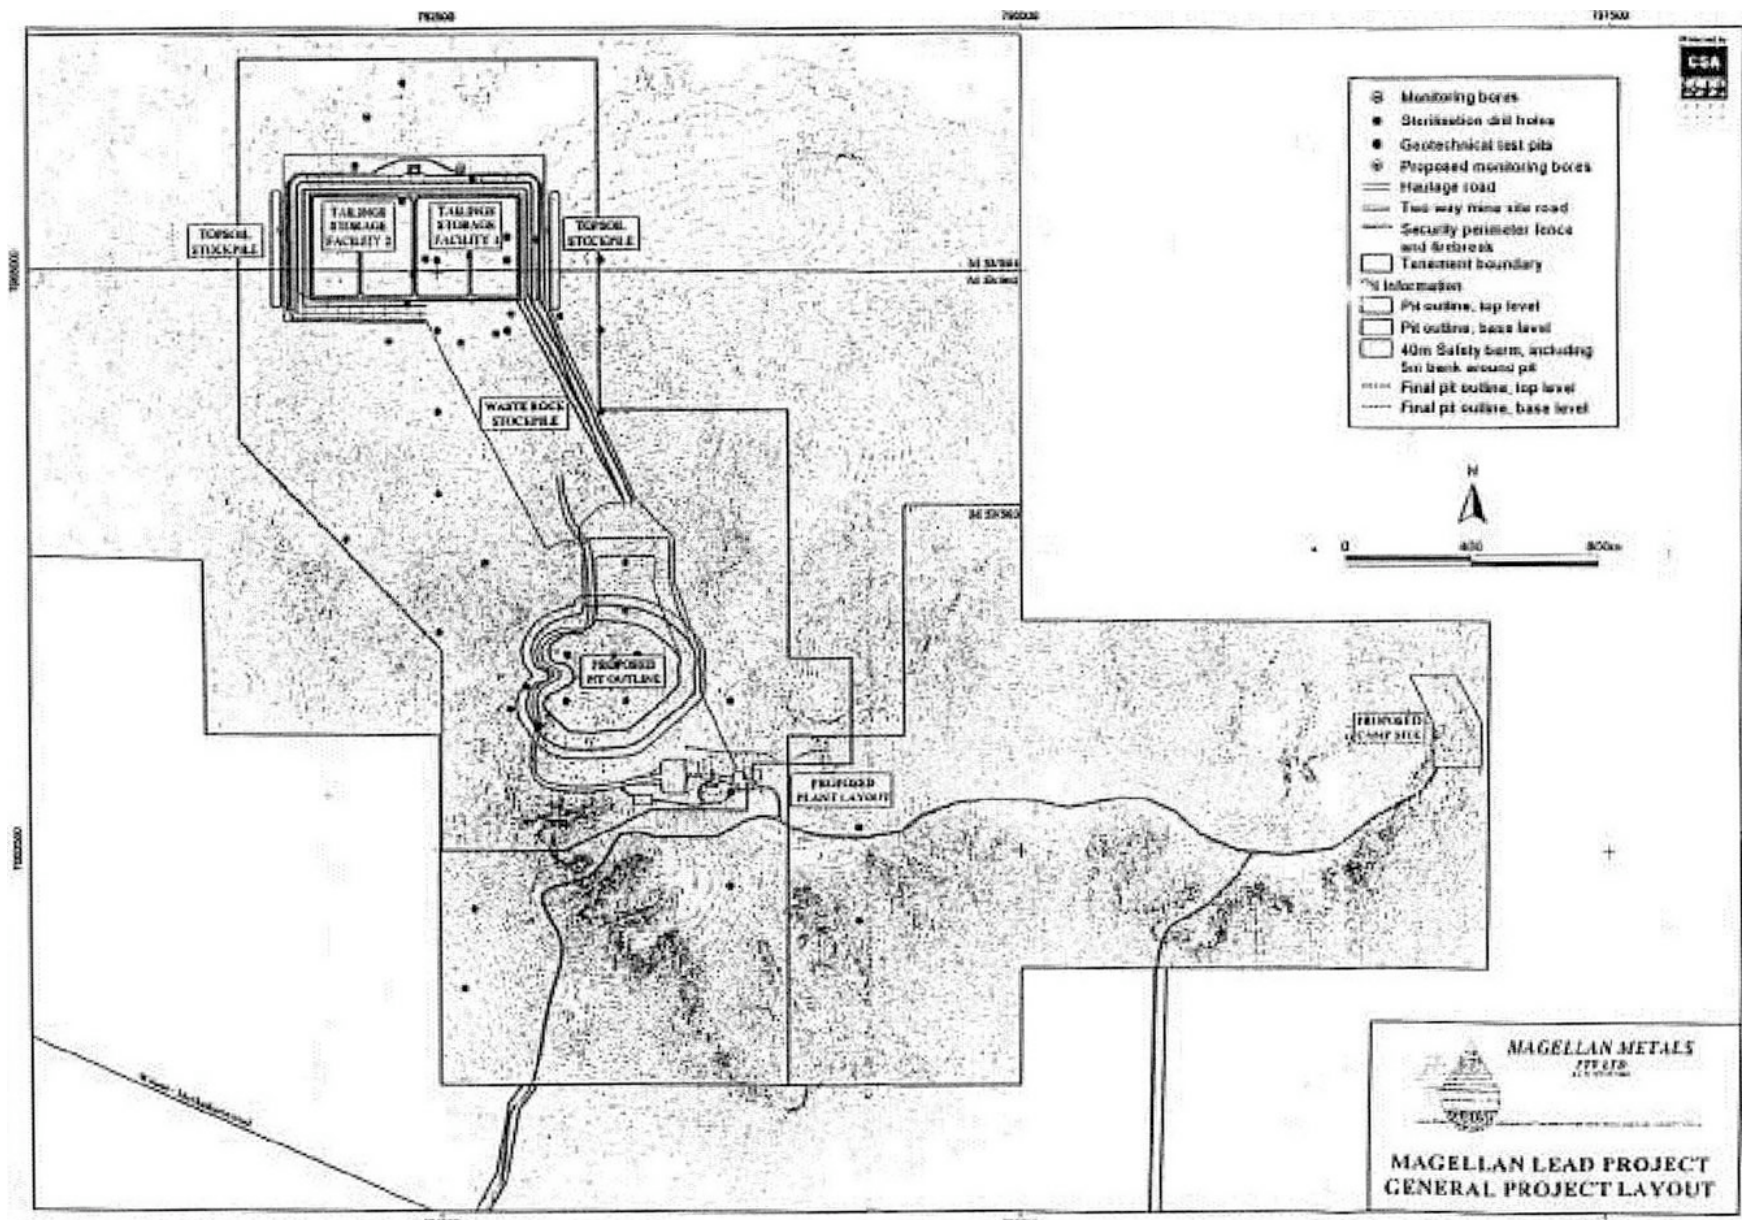 CSA
Monitoring bores
Sterilisation drill holes
Geotechnical test pits
Proposed monitoring bores
Haulage road
Two way mine site road
Security perimeter fence
and firebreak
Tenement boundary
Information
Pit outline, top level
Pit outline, base level
40m Safety berm, including
5m bank around pit
Final pit outline, top level
Final pit outline, base level
N
0 400 800m
TOPSOIL
STOCKPILE
TAILINGS
STORAGE
FACILITY 2
TAILINGS
STORAGE
FACILITY 1
TOPSOIL
STOCKPILE
WASTE ROCK
STOCKPILE
PROPOSED
PIT OUTLINE
PROPOSED
CAMP SITE
PROPOSED
PLANT LAYOUT
MAGELLAN METALS
PTY LTD
MAGELLAN LEAD PROJECT
GENERAL PROJECT LAYOUT